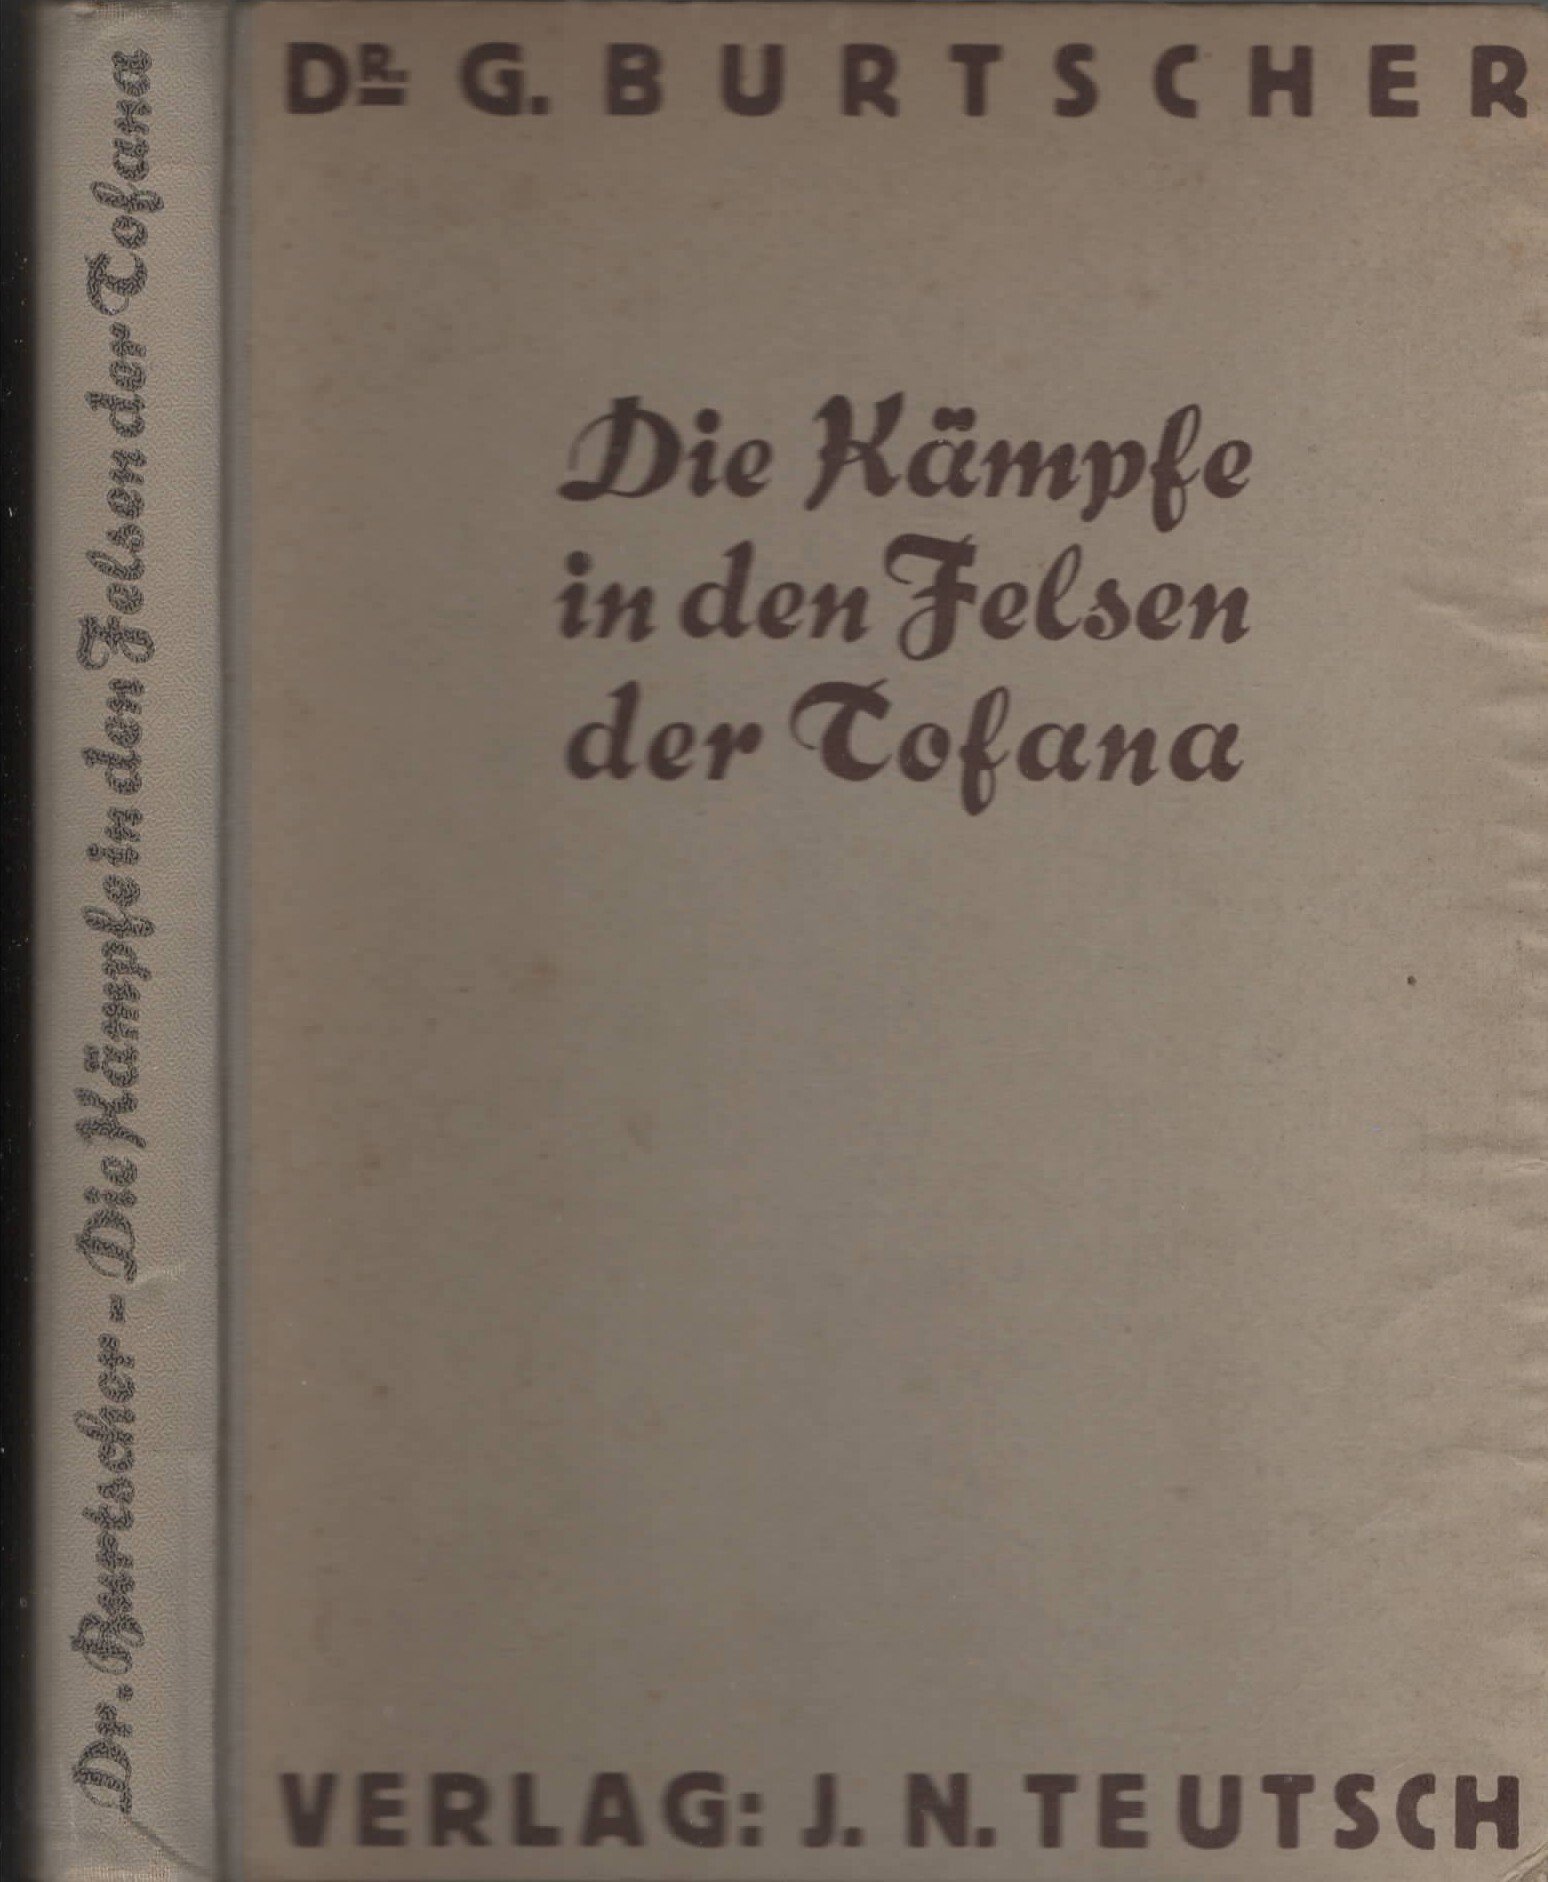 Dr. Burtscher - Die Kämpfe in den Felsen der Tofana
DR. G. BURTSCHER
Die Kämpfe
in den Felsen
der Tofana
VERLAG: J. N. TEUTSCH